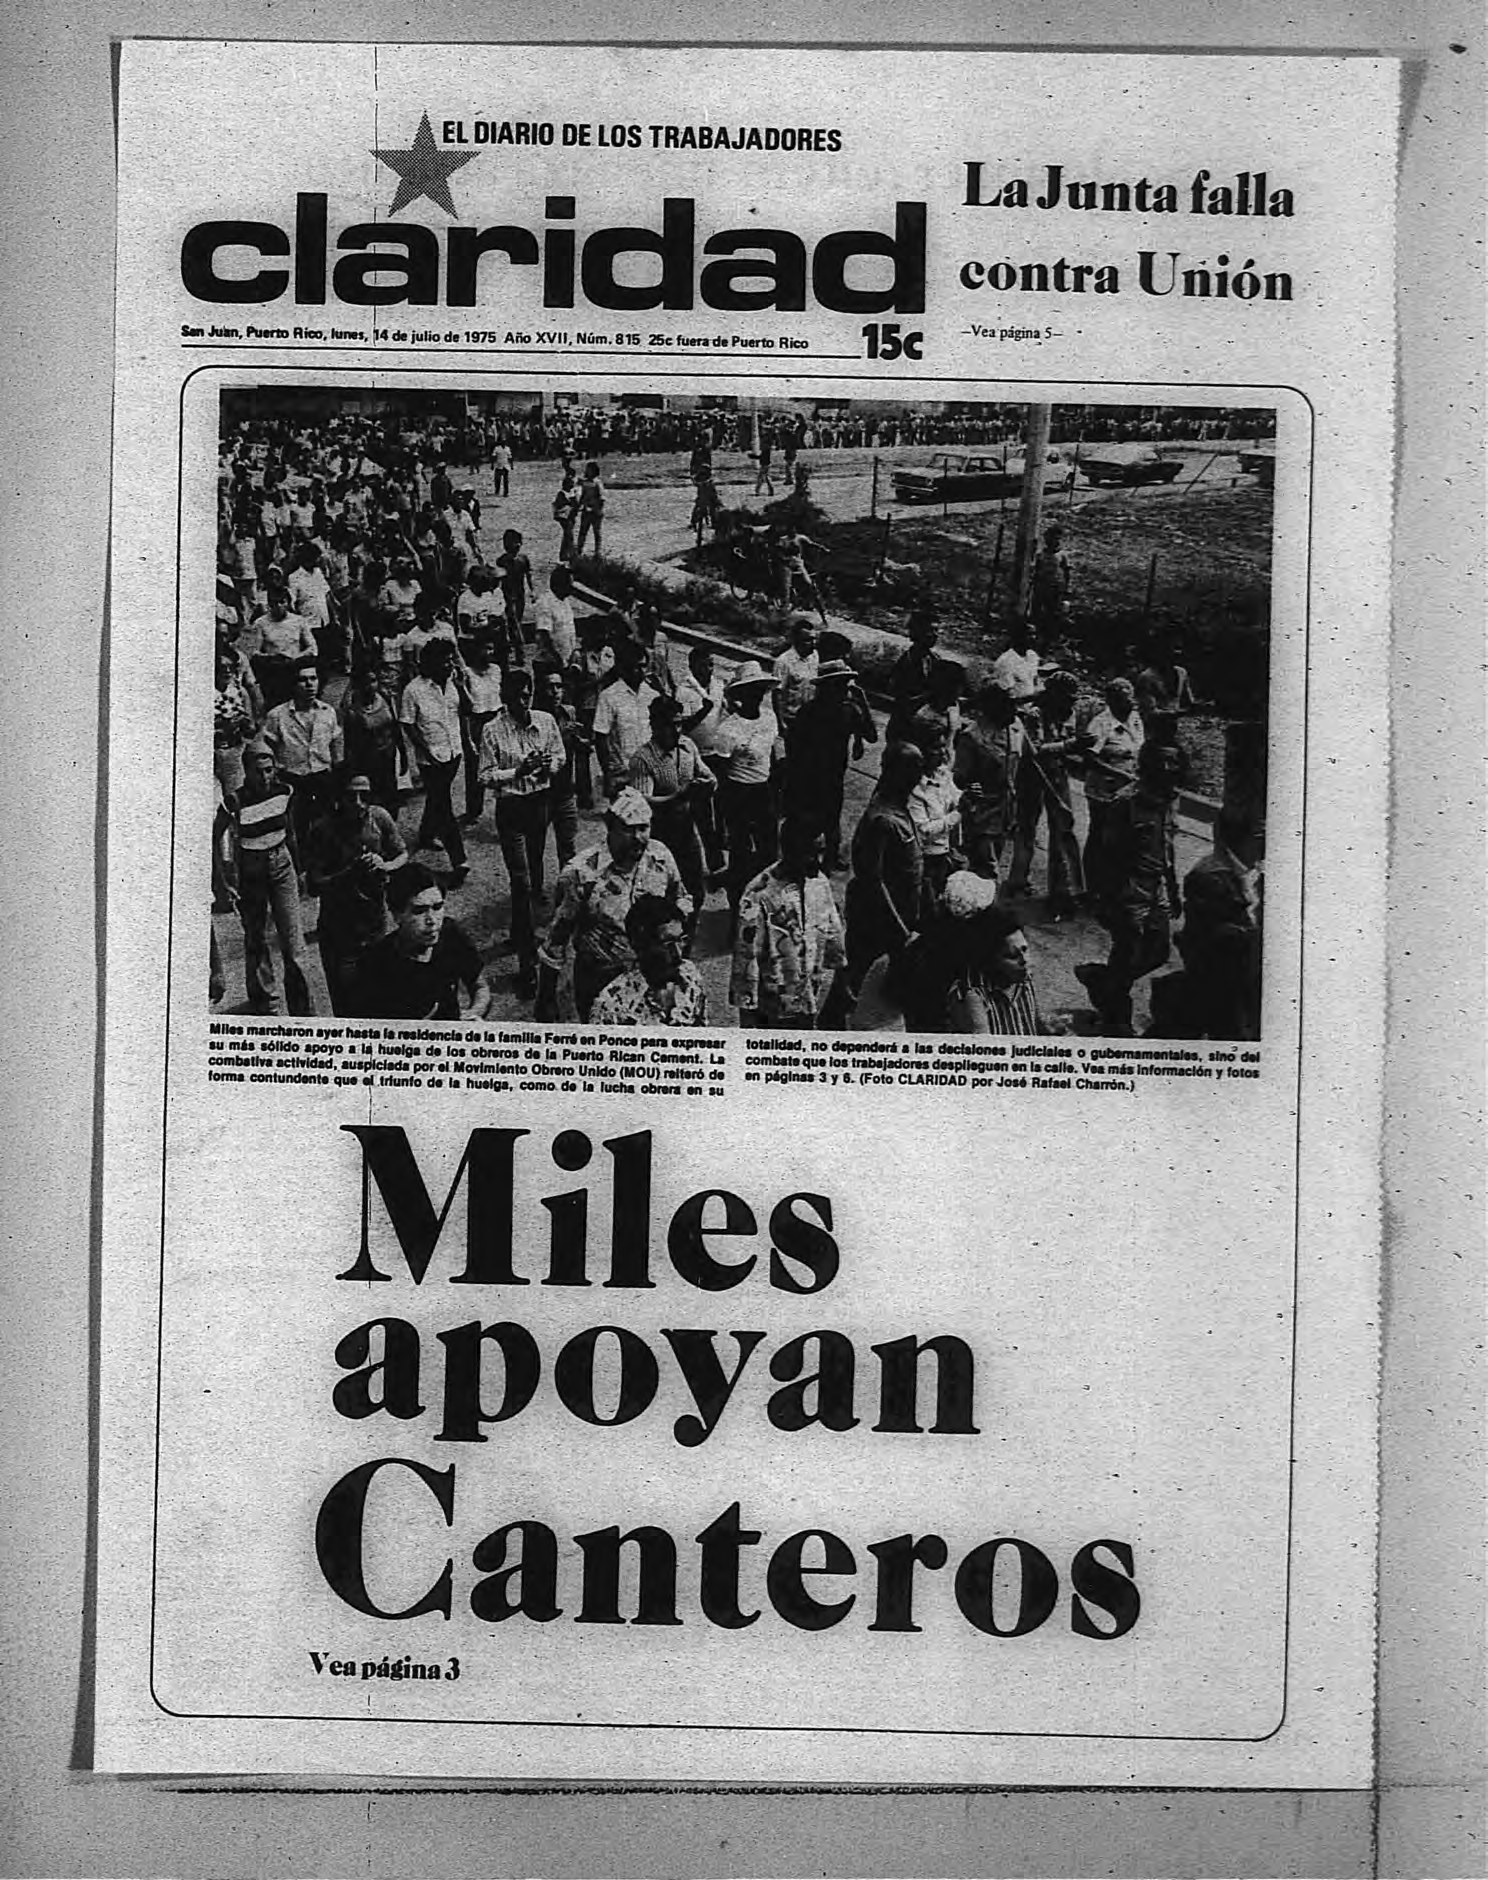 EL DIARIO DE LOS TRABAJADORES
claridad
San Juan, Puerto Rico, lunes, 14 de julio de 1975 Año XVII, Núm. 815 25c fuera de Puerto Rico
15c
La Junta falla
contra Unión
-Vea página 5-
Miles marcharon ayer hasta la residencia de la familia Ferré en Ponce para expresar
su más sólido apoyo a la huelga de los obreros de la Puerto Rican Cement. La
combativa actividad, auspiciada por el Movimiento Obrero Unido (MOU) reiteró de
forma contundente que el triunfo de la huelga, como de la lucha obrera en su
totalidad, no dependerá a las decisiones judiciales o gubernamentales, sino del
combate que los trabajadores desplieguen en la calle. Vea más información y fotos
en páginas 3 y 6. (Foto CLARIDAD por José Rafael Charrón.)
Miles
apoyan
Canteros
Vea página 3